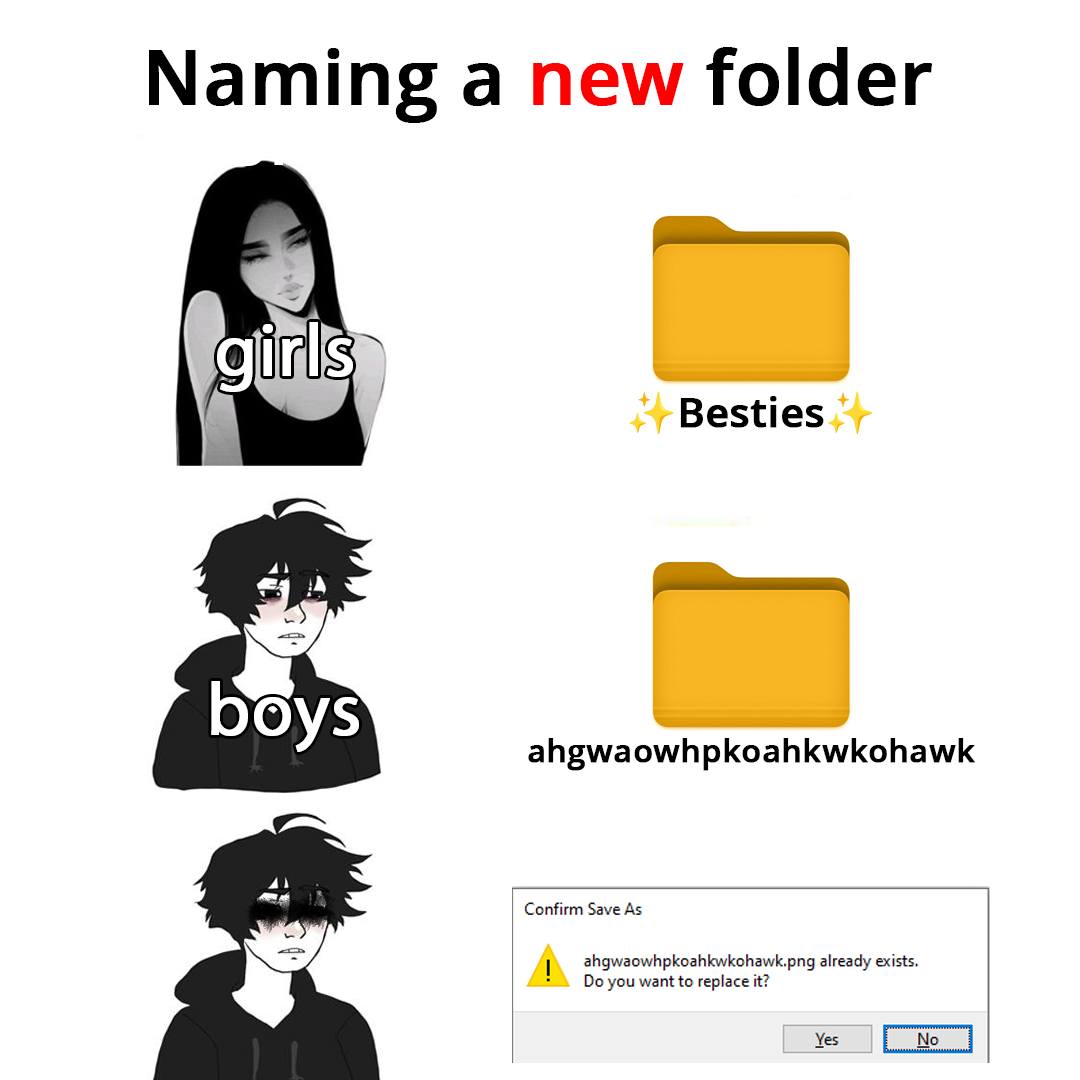 Naming a new folder
girls
✨Besties✨
boys
ahgwaowhpkoahkwkohawk
Confirm Save As
ahgwaowhpkoahkwkohawk.png already exists.
Do you want to replace it?
Yes
No